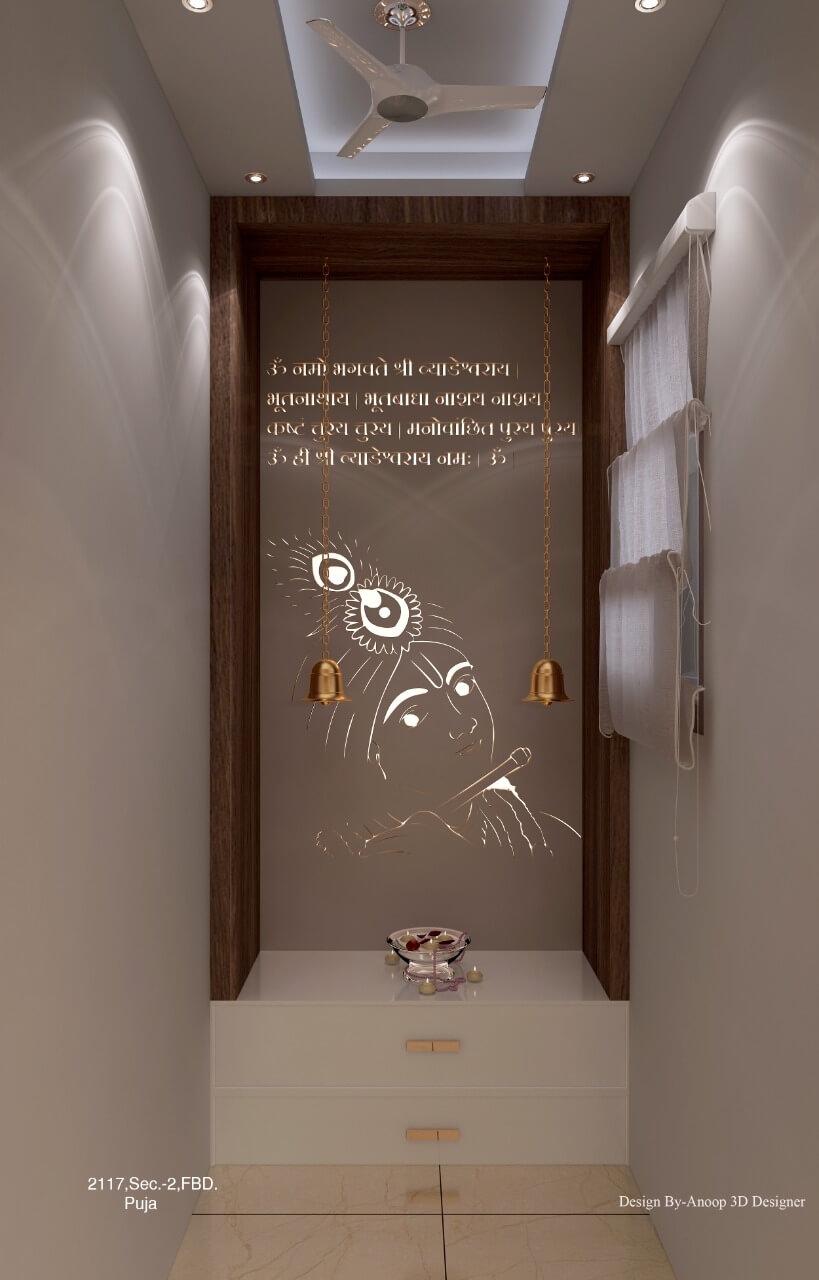 ॐ नमो भगवते श्री व्याडेश्वराय |
भूतनाथाय | भूतबाधा नाशय नाशय
कष्टं चुरय चुरय | मनोवांछित पुरय पुरय
ॐ ही श्री व्याडेश्वराय नमः | ॐ |
2117,Sec.-2,FBD.
Puja
Design By-Anoop 3D Designer